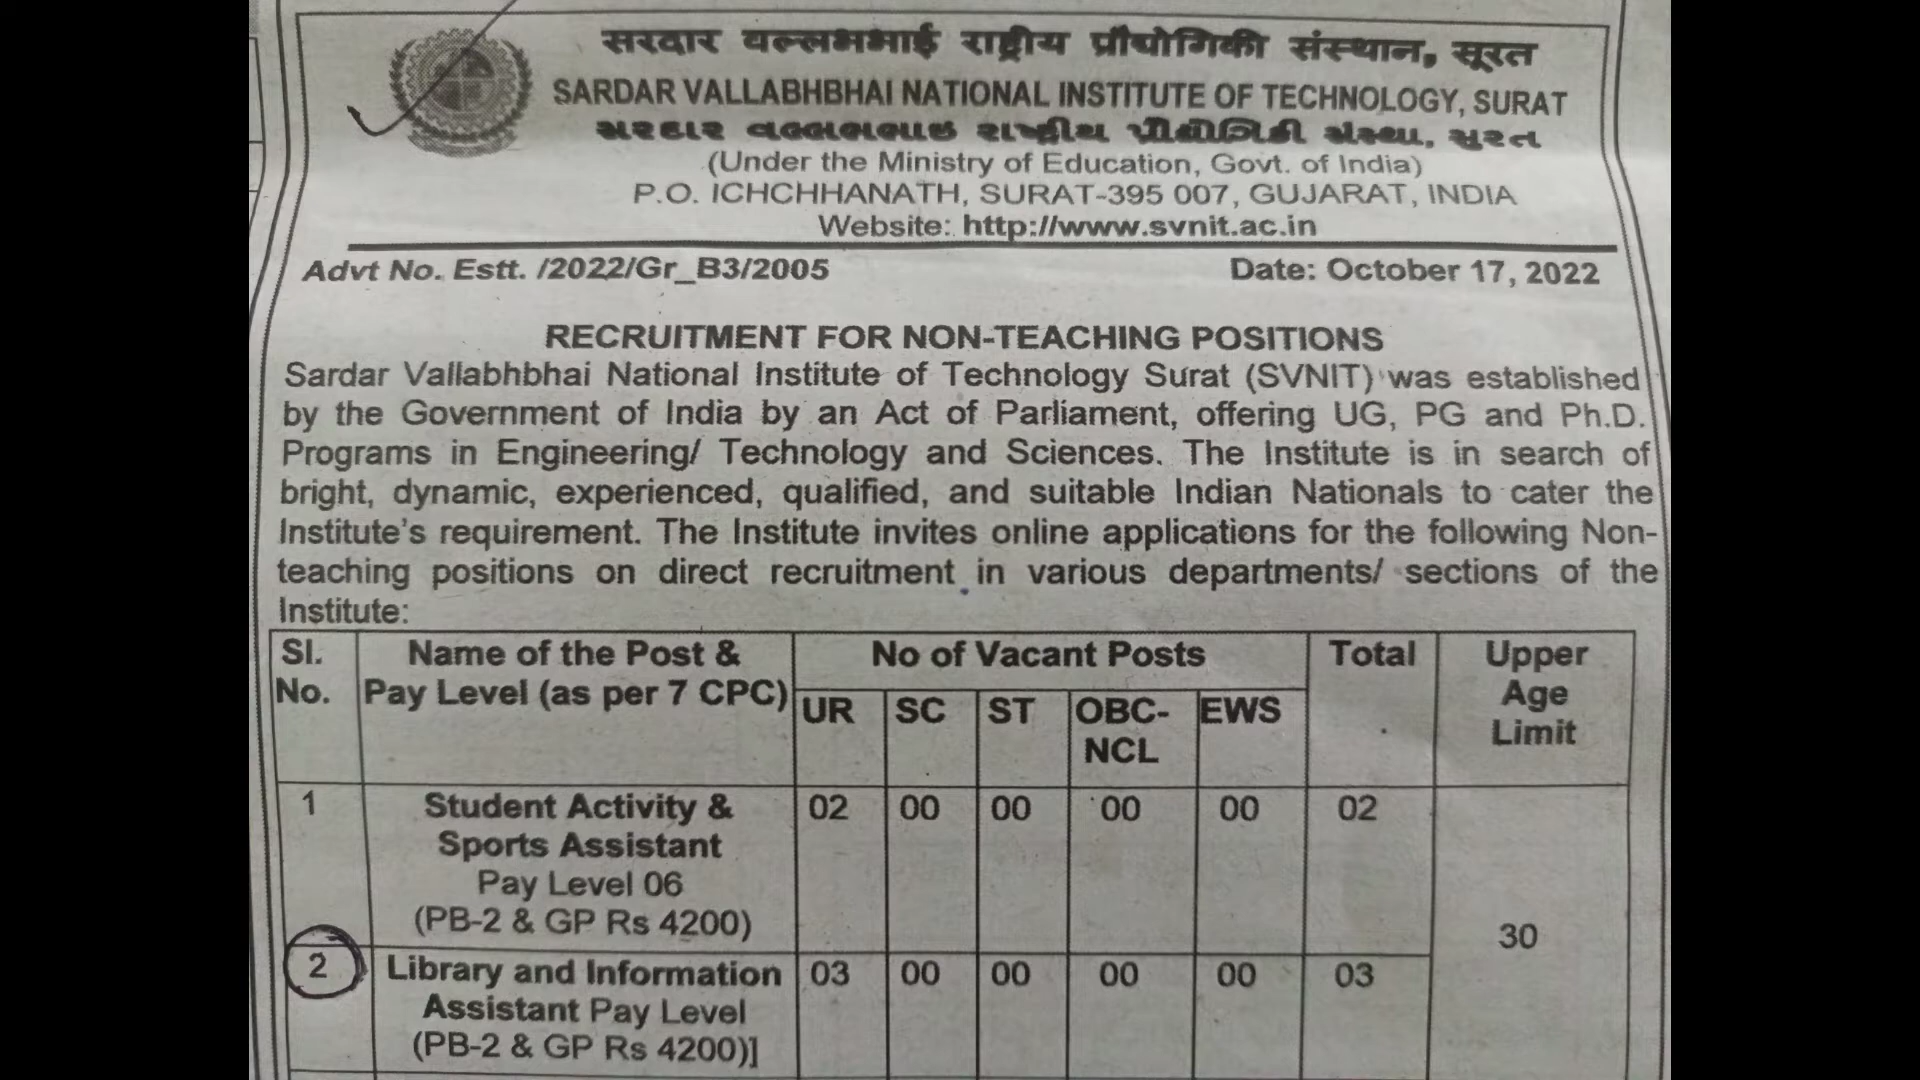 सरदार वल्लभभाई राष्ट्रीय प्रौद्योगिकी संस्थान, सूरत
SARDAR VALLABHBHAI NATIONAL INSTITUTE OF TECHNOLOGY, SURAT
સરદાર વલ્લભભાઇ રાષ્ટ્રીય પ્રૌદ્યોગિકી સંસ્થા, સુરત
(Under the Ministry of Education, Govt. of India)
P.O. ICHCHHANATH, SURAT-395 007, GUJARAT, INDIA
Website: http://www.svnit.ac.in
Advt No. Estt. /2022/Gr_B3/2005 Date: October 17, 2022
RECRUITMENT FOR NON-TEACHING POSITIONS
Sardar Vallabhbhai National Institute of Technology Surat (SVNIT) was established
by the Government of India by an Act of Parliament, offering UG, PG and Ph.D.
Programs in Engineering/ Technology and Sciences. The Institute is in search of
bright, dynamic, experienced, qualified, and suitable Indian Nationals to cater the
Institute's requirement. The Institute invites online applications for the following Non-
teaching positions on direct recruitment in various departments/ sections of the
Institute:
Sl. Name of the Post & No of Vacant Posts Total Upper
No. Pay Level (as per 7 CPC) UR SC ST OBC- EWS Age
NCL Limit
1 Student Activity & 02 00 00 00 00 02
Sports Assistant
Pay Level 06
(PB-2 & GP Rs 4200) 30
2 Library and Information 03 00 00 00 00 03
Assistant Pay Level
(PB-2 & GP Rs 4200)]